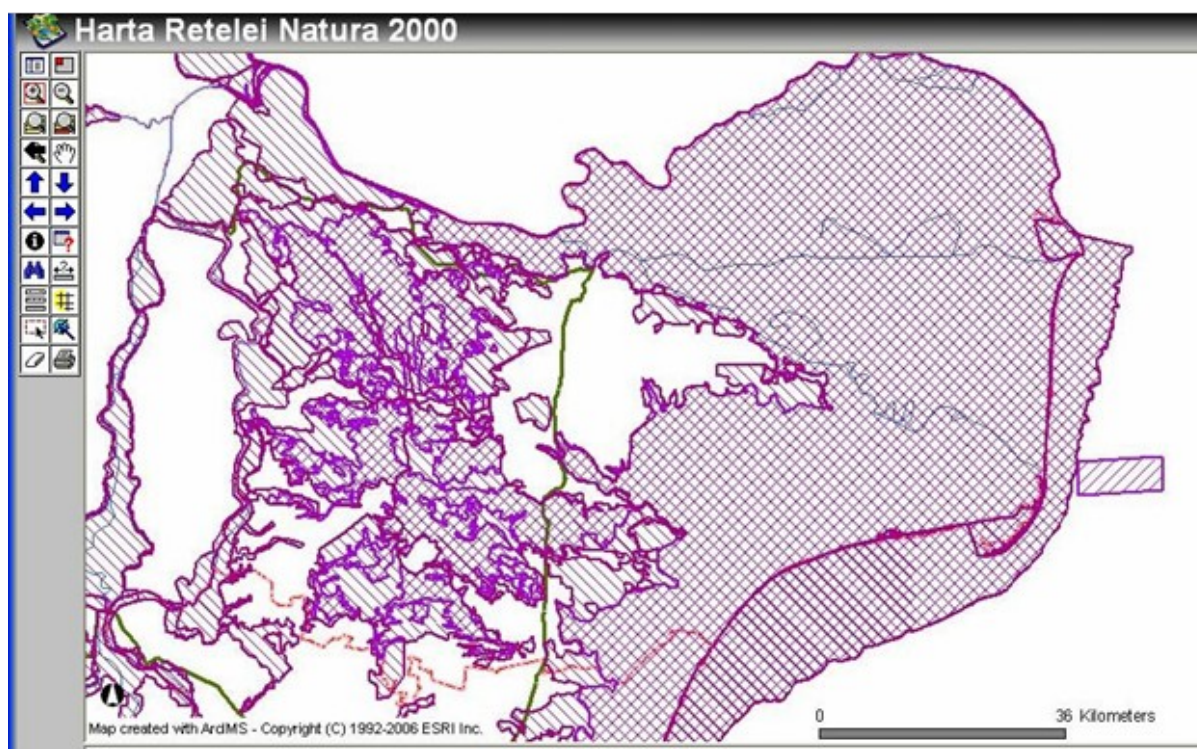 Harta Retelei Natura 2000
Map created with ArcIMS - Copyright (C) 1992-2006 ESRI Inc.
0 36 Kilometers